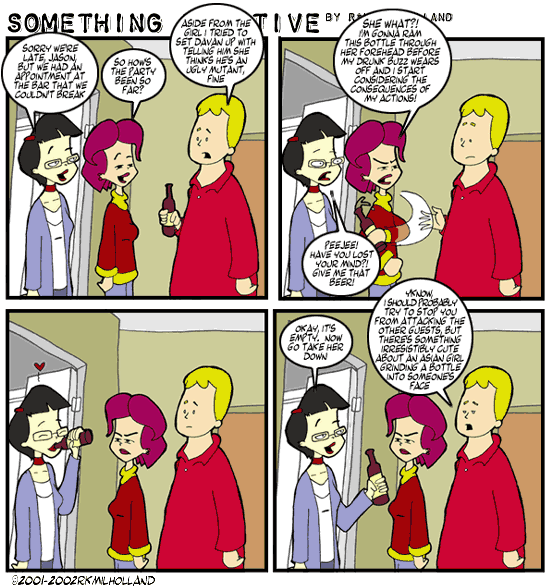 SOMETHING
TIVE
BY R
LLAND
SORRY WE'RE
LATE, JASON,
BUT WE HAD AN
APPOINTMENT AT
THE BAR THAT WE
COULDN'T BREAK
SO HOW'S
THE PARTY
BEEN SO
FAR?
ASIDE FROM THE
GIRL I TRIED TO
SET DAVAN UP WITH
TELLING HIM SHE
THINKS HE'S AN
UGLY MUTANT,
FINE
SHE WHAT?!
I'M GONNA RAM
THIS BOTTLE THROUGH
HER FOREHEAD BEFORE
MY DRUNK BUZZ WEARS
OFF AND I START
CONSIDERING THE
CONSEQUENCES OF
MY ACTIONS!
PEEJEE!
HAVE YOU LOST
YOUR MIND?!
GIVE ME THAT
BEER!
OKAY, IT'S
EMPTY. NOW
GO TAKE HER
DOWN
Y'KNOW,
I SHOULD PROBABLY
TRY TO STOP YOU
FROM ATTACKING THE
OTHER GUESTS, BUT
THERE'S SOMETHING
IRRESISTIBLY CUTE
ABOUT AN ASIAN GIRL
GRINDING A BOTTLE
INTO SOMEONE'S
FACE
©2001-2002RKMILHOLLAND